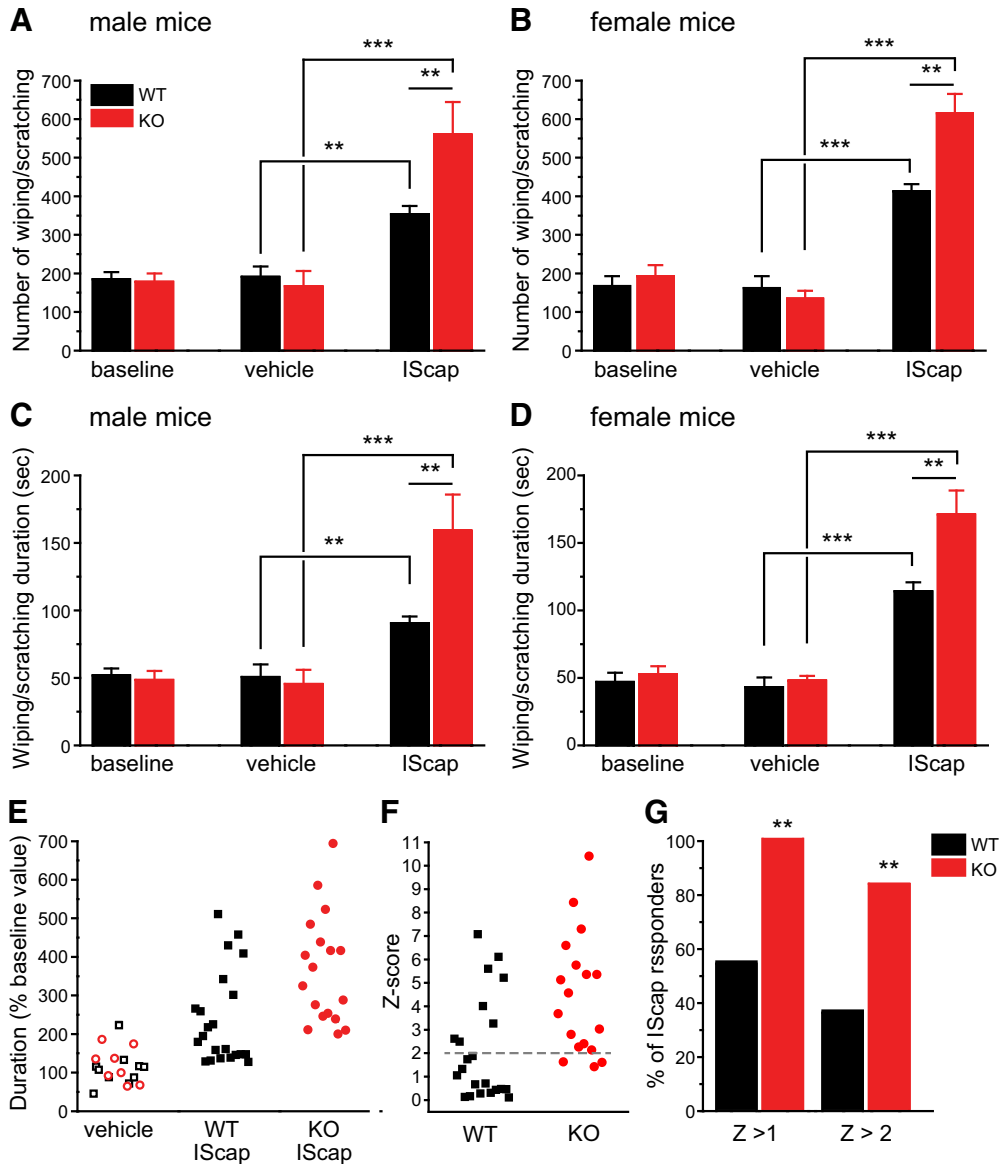 A male mice
B female mice
*** ***
** **
WT
KO
** ***
Number of wiping/scratching
700
600
500
400
300
200
100
0
baseline vehicle IScap
Number of wiping/scratching
700
600
500
400
300
200
100
0
baseline vehicle IScap
C male mice
D female mice
*** ***
** **
** ***
Wiping/scratching duration (sec)
200
150
100
50
0
baseline vehicle IScap
Wiping/scratching duration (sec)
200
150
100
50
0
baseline vehicle IScap
E
Duration (% baseline value)
700
600
500
400
300
200
100
0
vehicle WT KO
IScap IScap
F
Z-score
11
10
9
8
7
6
5
4
3
2
1
0
WT KO
G
% of IScap rssponders
100
80
60
40
20
0
**
**
WT
KO
Z >1 Z > 2